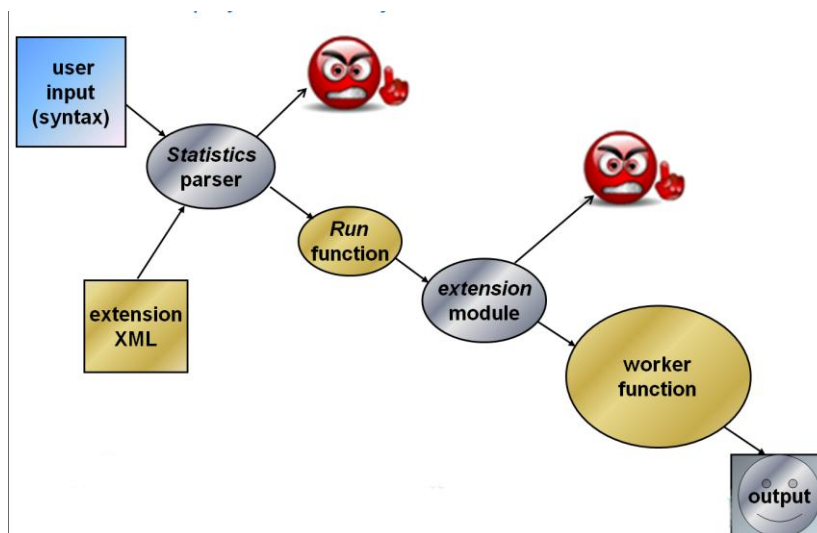 user
input
(syntax)
Statistics
parser
Run
function
extension
module
extension
XML
worker
function
output